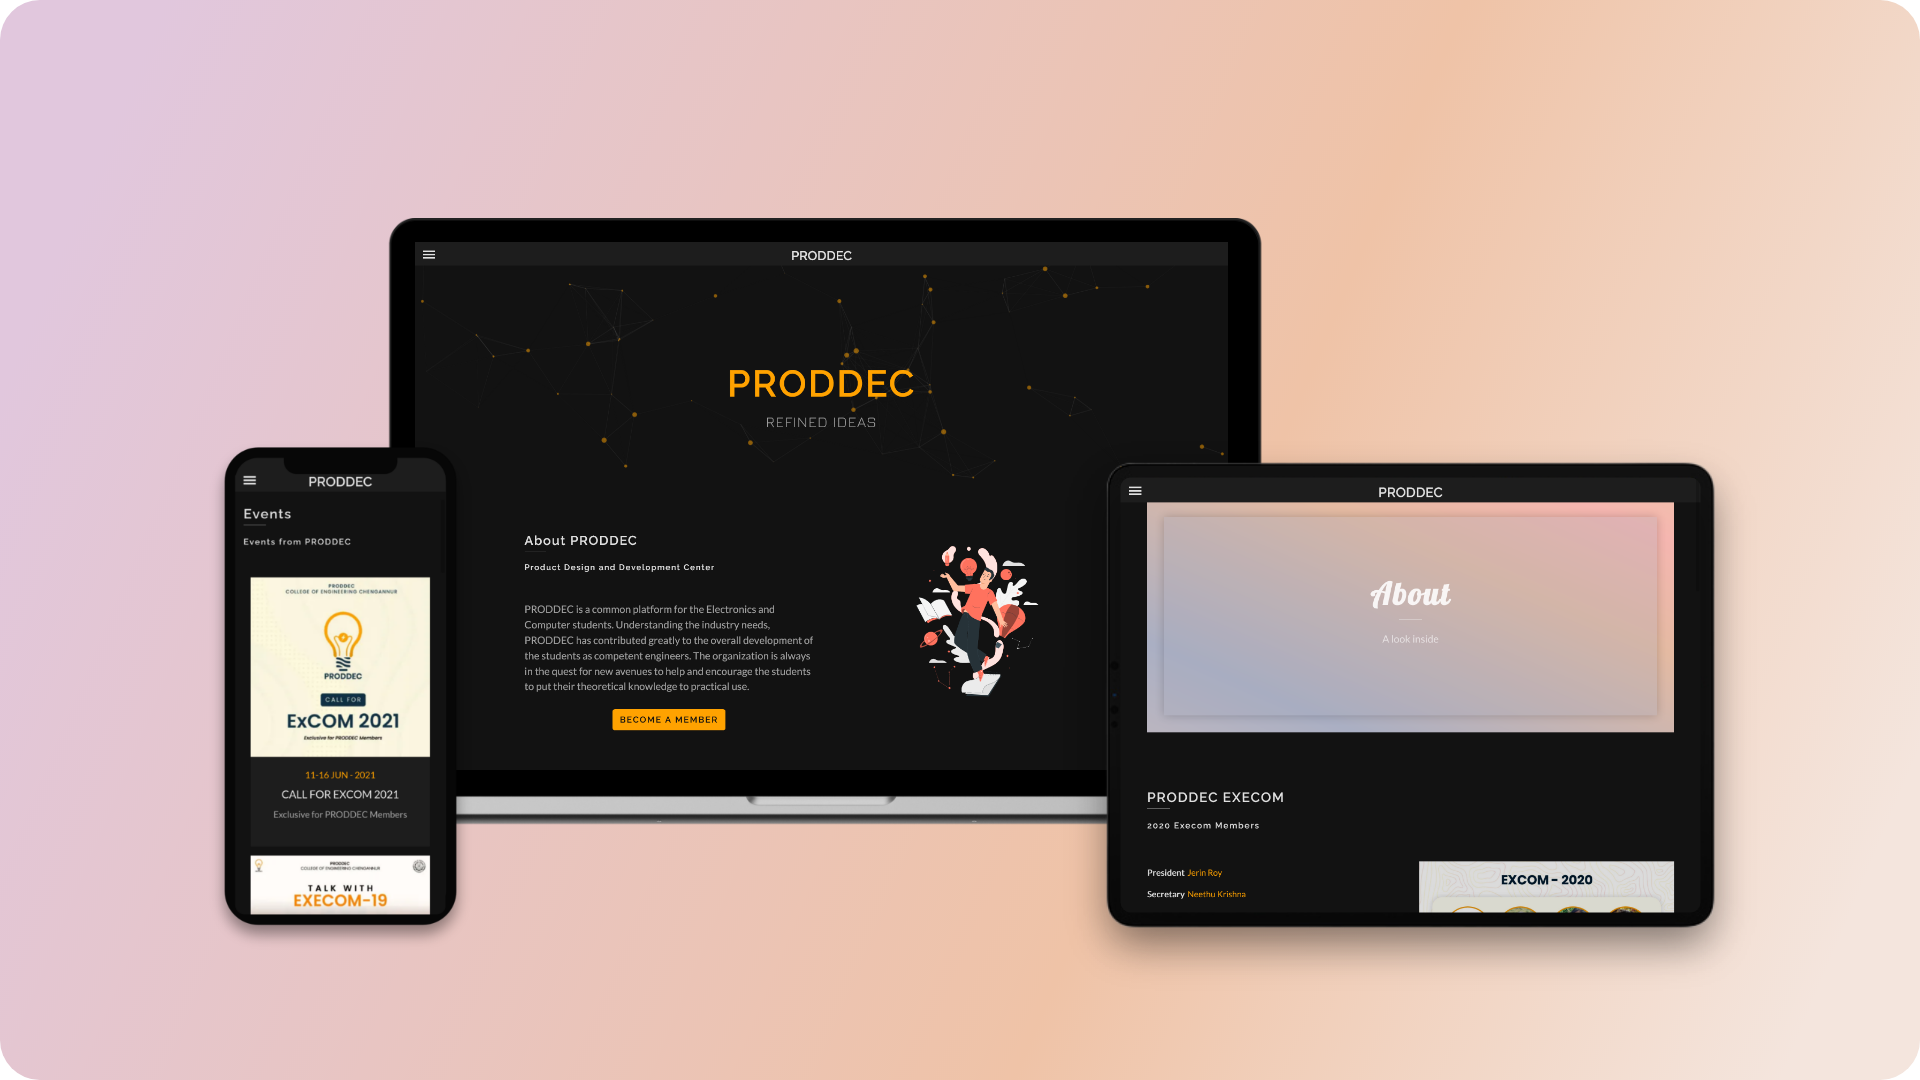 PRODDEC
PRODDEC
REFINED IDEAS
About PRODDEC
Product Design and Development Center
PRODDEC is a common platform for the Electronics and
Computer students. Understanding the industry needs,
PRODDEC has contributed greatly to the overall development of
the students as competent engineers. The organization is always
in the quest for new avenues to help and encourage the students
to put their theoretical knowledge to practical use.
BECOME A MEMBER
PRODDEC
Events
Events from PRODDEC
PRODDEC
COLLEGE OF ENGINEERING CHENGANNUR
PRODDEC
CALL FOR
ExCOM 2021
Exclusive for PRODDEC Members
11-16 JUN - 2021
CALL FOR EXCOM 2021
Exclusive for PRODDEC Members
PRODDEC
COLLEGE OF ENGINEERING CHENGANNUR
TALK WITH
EXECOM-19
PRODDEC
About
A look Inside
PRODDEC EXECOM
2020 Execom Members
President Jerin Roy
Secretary Neethu Krishna
EXCOM - 2020